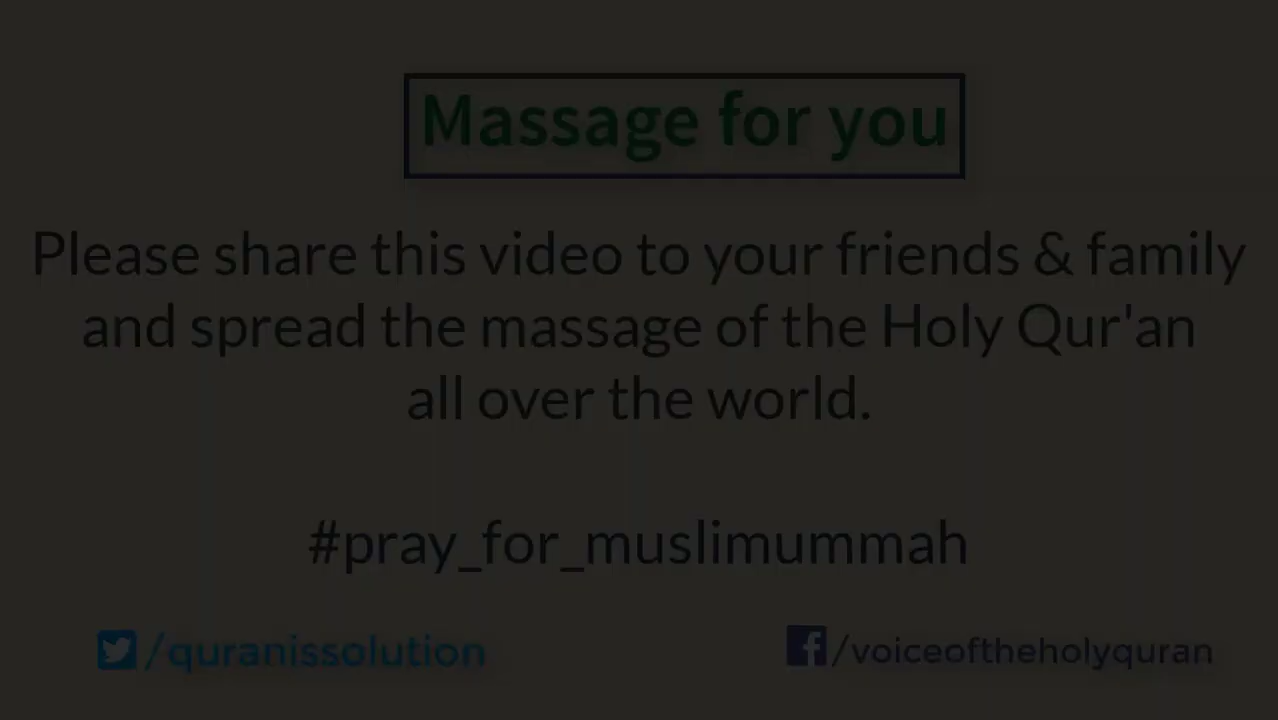 Massage for you
Please share this video to your friends & family
and spread the massage of the Holy Qur'an
all over the world.
#pray_for_muslimummah
/quranissolution
/voiceoftheholyquran